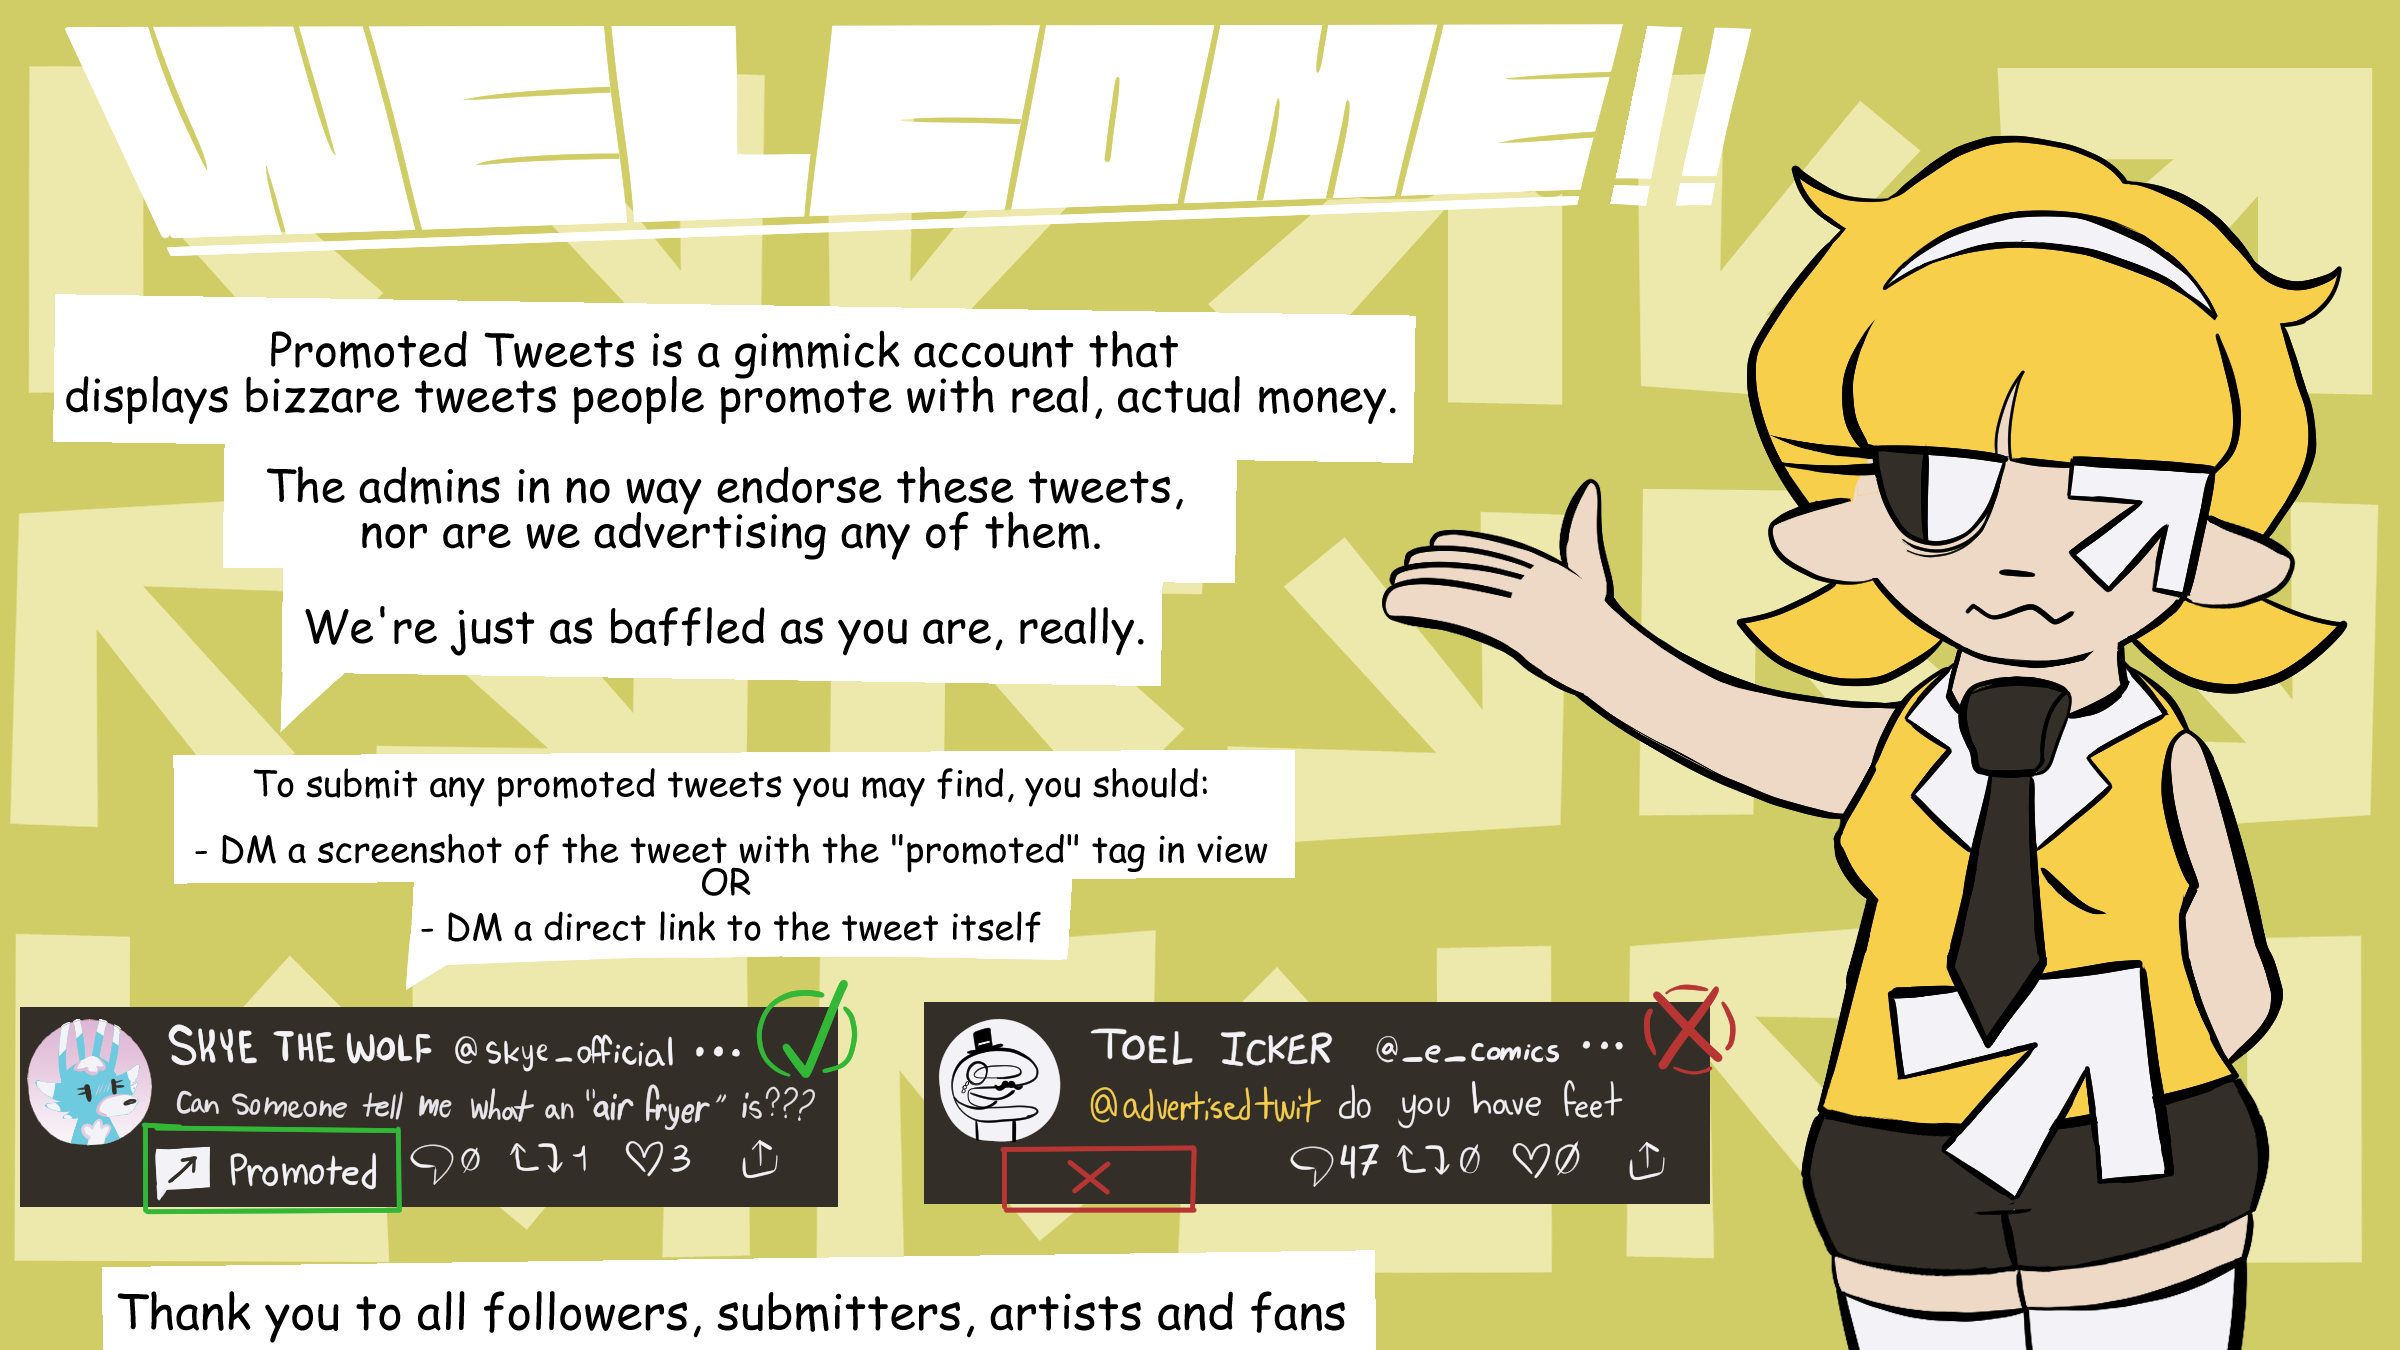 WELCOME!!
Promoted Tweets is a gimmick account that
displays bizzare tweets people promote with real, actual money.
The admins in no way endorse these tweets,
nor are we advertising any of them.
We're just as baffled as you are, really.
To submit any promoted tweets you may find, you should:
- DM a screenshot of the tweet with the "promoted" tag in view
OR
- DM a direct link to the tweet itself
SKYE THE WOLF @skye_official ...
Can someone tell me what an "air fryer" is???
Promoted 0 1 3
TOEL ICKER @_e_comics ...
@advertisedtwit do you have feet
47 0 0
Thank you to all followers, submitters, artists and fans